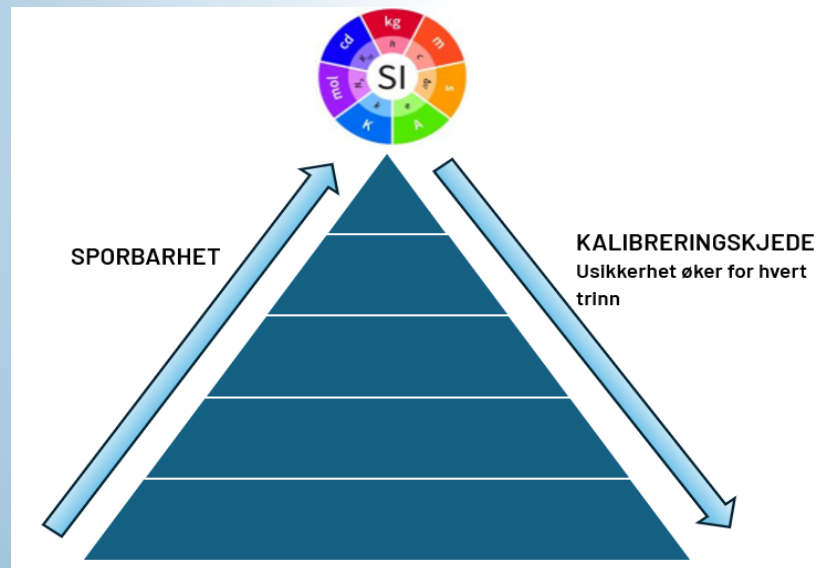 kg
cd
m
h
K
c
SI
mol
N
s
k
e
K
A
SPORBARHET
KALIBRERINGSKJEDE
Usikkerhet øker for hvert
trinn